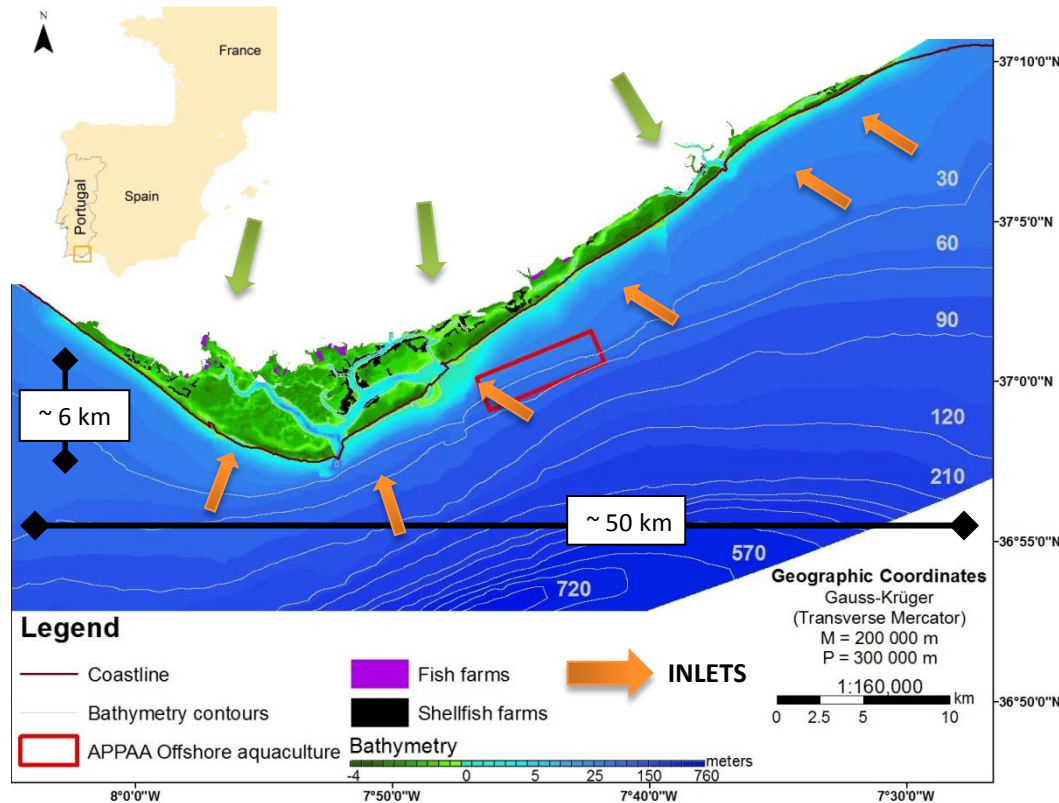 N
France
Portugal
Spain
37°10'0"N
30
37°5'0"N
60
90
37°0'0"N
~ 6 km
120
210
~ 50 km
36°55'0"N
570
720
Geographic Coordinates
Gauss-Krüger
(Transverse Mercator)
M = 200 000 m
P = 300 000 m
1:160,000
km
0 2.5 5 10
36°50'0"N
Legend
Coastline
Bathymetry contours
APPAA Offshore aquaculture
Fish farms
Shellfish farms
INLETS
Bathymetry
meters
-4 0 5 25 150 760
8°0'0"W 7°50'0"W 7°40'0"W 7°30'0"W